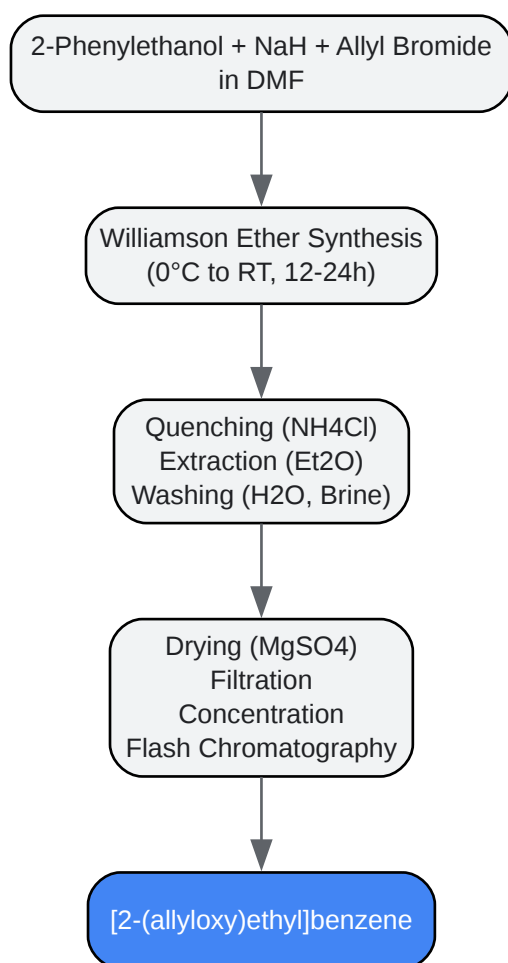 2-Phenylethanol + NaH + Allyl Bromide
in DMF
Williamson Ether Synthesis
(0°C to RT, 12-24h)
Quenching (NH4Cl)
Extraction (Et2O)
Washing (H2O, Brine)
Drying (MgSO4)
Filtration
Concentration
Flash Chromatography
[2-(allyloxy)ethyl]benzene